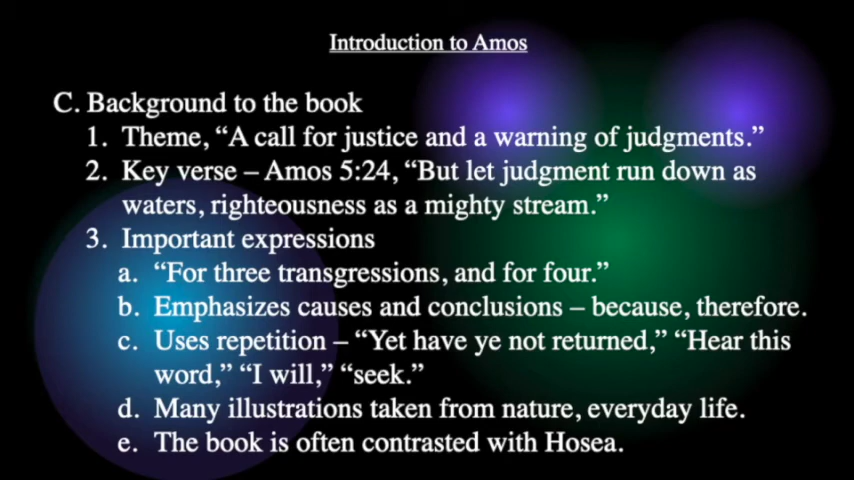 Introduction to Amos
C. Background to the book
1. Theme, “A call for justice and a warning of judgments.”
2. Key verse – Amos 5:24, “But let judgment run down as
waters, righteousness as a mighty stream.”
3. Important expressions
a. “For three transgressions, and for four.”
b. Emphasizes causes and conclusions – because, therefore.
c. Uses repetition – “Yet have ye not returned,” “Hear this
word,” “I will,” “seek.”
d. Many illustrations taken from nature, everyday life.
e. The book is often contrasted with Hosea.